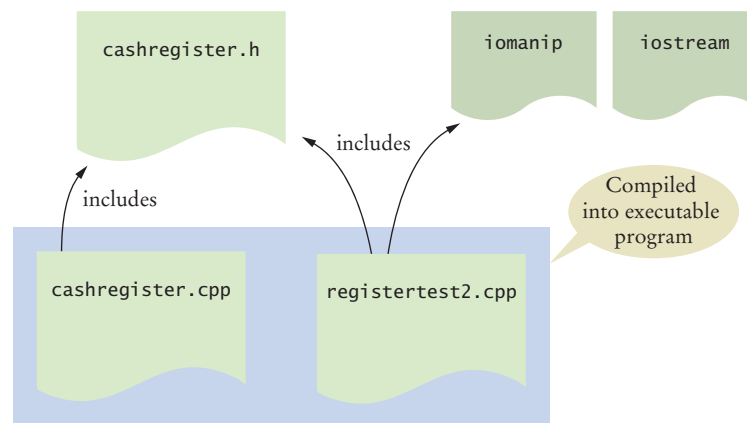 cashregister.h
iomanip
iostream
includes
includes
Compiled
into executable
program
cashregister.cpp
registertest2.cpp